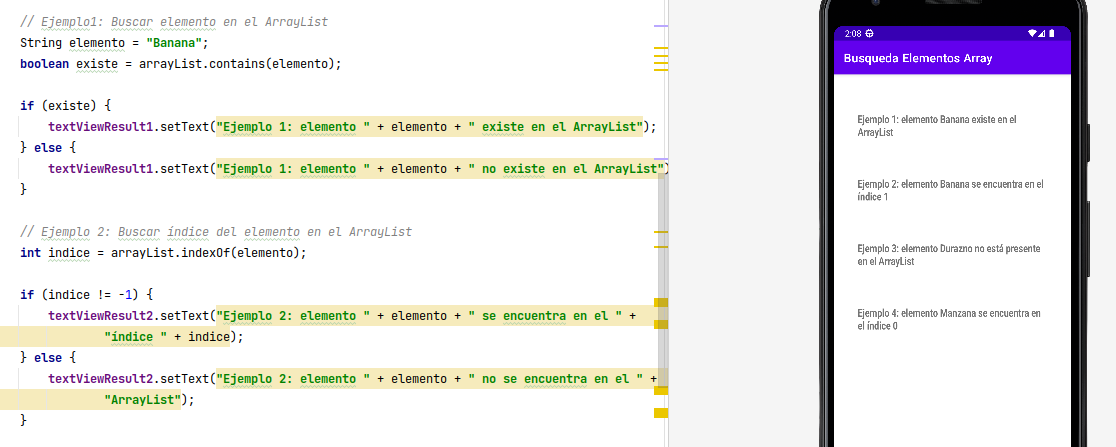 // Ejemplo1: Buscar elemento en el ArrayList
String elemento = "Banana";
boolean existe = arrayList.contains(elemento);
if (existe) {
textViewResult1.setText("Ejemplo 1: elemento " + elemento + " existe en el ArrayList");
} else {
textViewResult1.setText("Ejemplo 1: elemento " + elemento + " no existe en el ArrayList")
}
// Ejemplo 2: Buscar índice del elemento en el ArrayList
int indice = arrayList.indexOf(elemento);
if (indice != -1) {
textViewResult2.setText("Ejemplo 2: elemento " + elemento + " se encuentra en el " +
"índice " + indice);
} else {
textViewResult2.setText("Ejemplo 2: elemento " + elemento + " no se encuentra en el " +
"ArrayList");
}
2:08
Busqueda Elementos Array
Ejemplo 1: elemento Banana existe en el
ArrayList
Ejemplo 2: elemento Banana se encuentra en el
índice 1
Ejemplo 3: elemento Durazno no está presente
en el ArrayList
Ejemplo 4: elemento Manzana se encuentra en
el índice 0